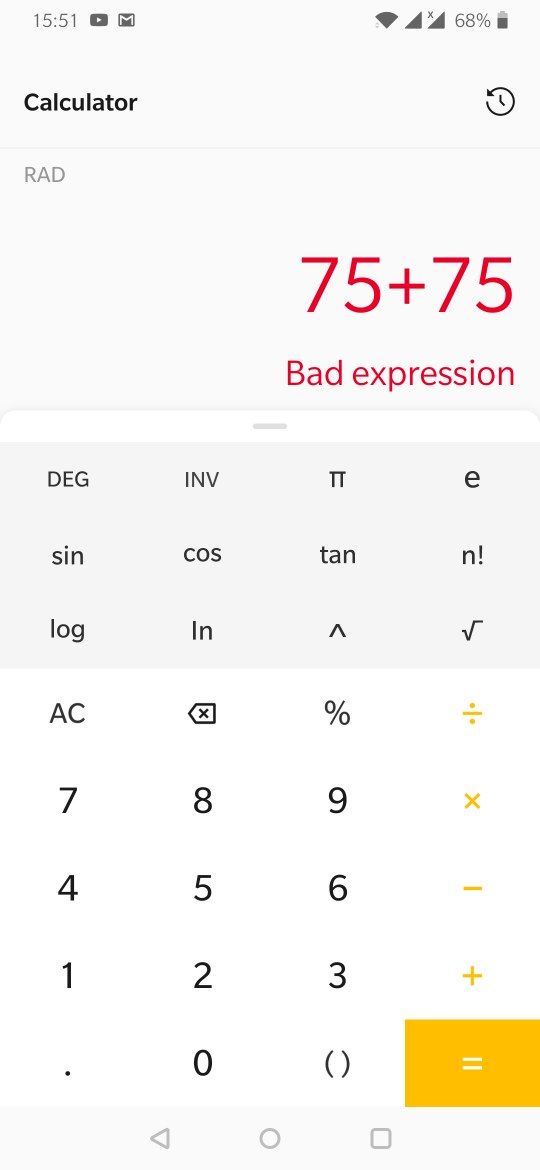 15:51 68%
Calculator
RAD
75+75
Bad expression
DEG INV π e
sin cos tan n!
log ln ^ √
AC % ÷
7 8 9 ×
4 5 6 −
1 2 3 +
. 0 ( ) =